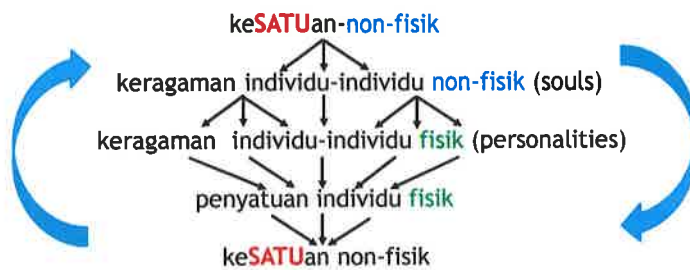 keSATUan-non-fisik
keragaman individu-individu non-fisik (souls)
keragaman individu-individu fisik (personalities)
penyatuan individu fisik
keSATUan non-fisik